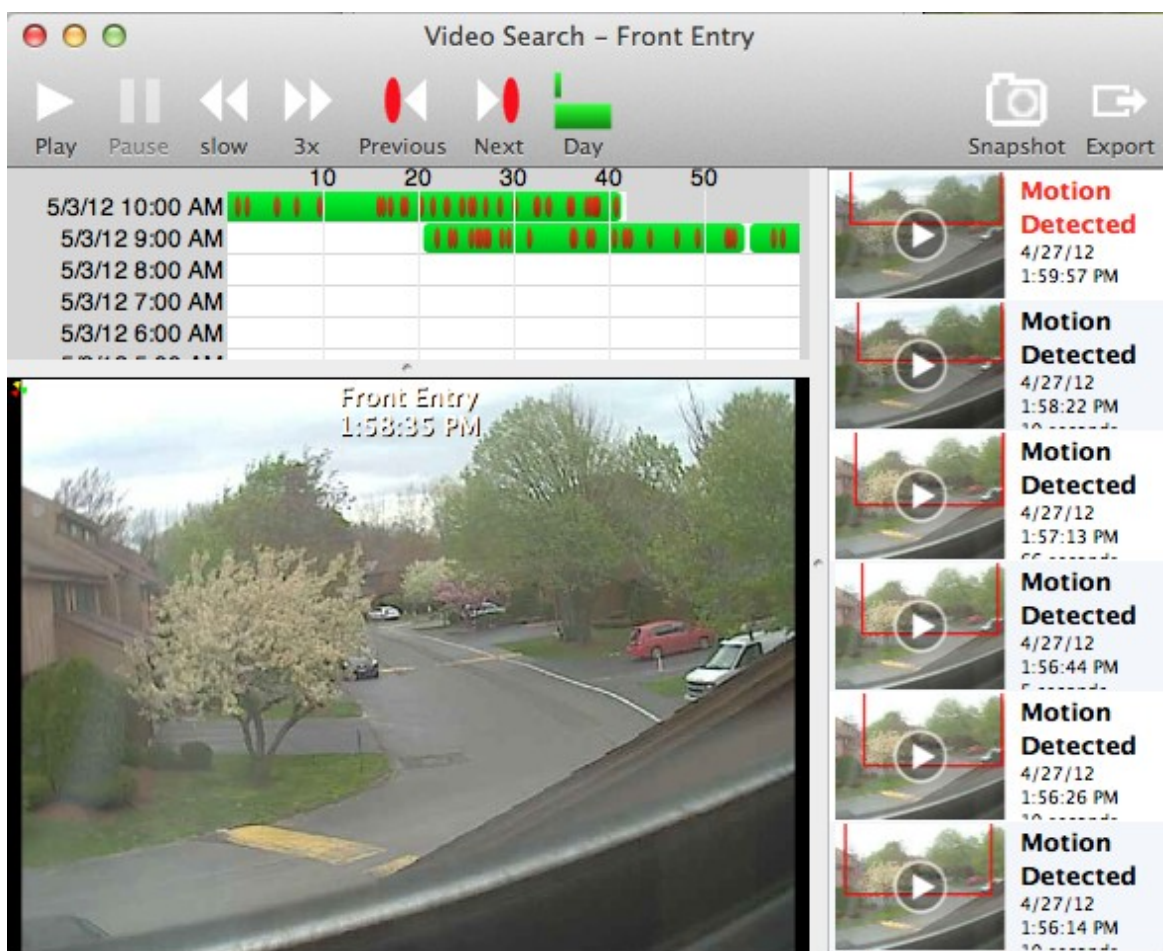 Video Search – Front Entry
Play Pause slow 3x Previous Next Day Snapshot Export
10 20 30 40 50
5/3/12 10:00 AM
5/3/12 9:00 AM
5/3/12 8:00 AM
5/3/12 7:00 AM
5/3/12 6:00 AM
Front Entry
1:58:35 PM
Motion
Detected
4/27/12
1:59:57 PM
Motion
Detected
4/27/12
1:58:22 PM
Motion
Detected
4/27/12
1:57:13 PM
Motion
Detected
4/27/12
1:56:44 PM
Motion
Detected
4/27/12
1:56:26 PM
Motion
Detected
4/27/12
1:56:14 PM